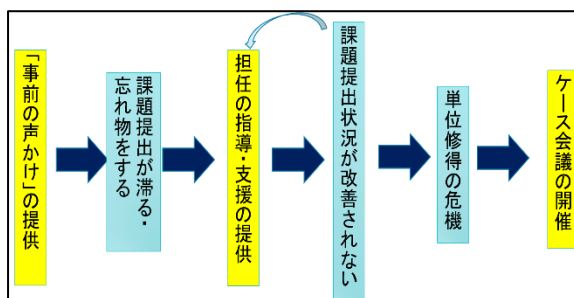 「事前の声かけ」の提供
課題提出が滞る・
忘れ物をする
担任の指導・支援の提供
課題提出状況が改善されない
単位修得の危機
ケース会議の開催